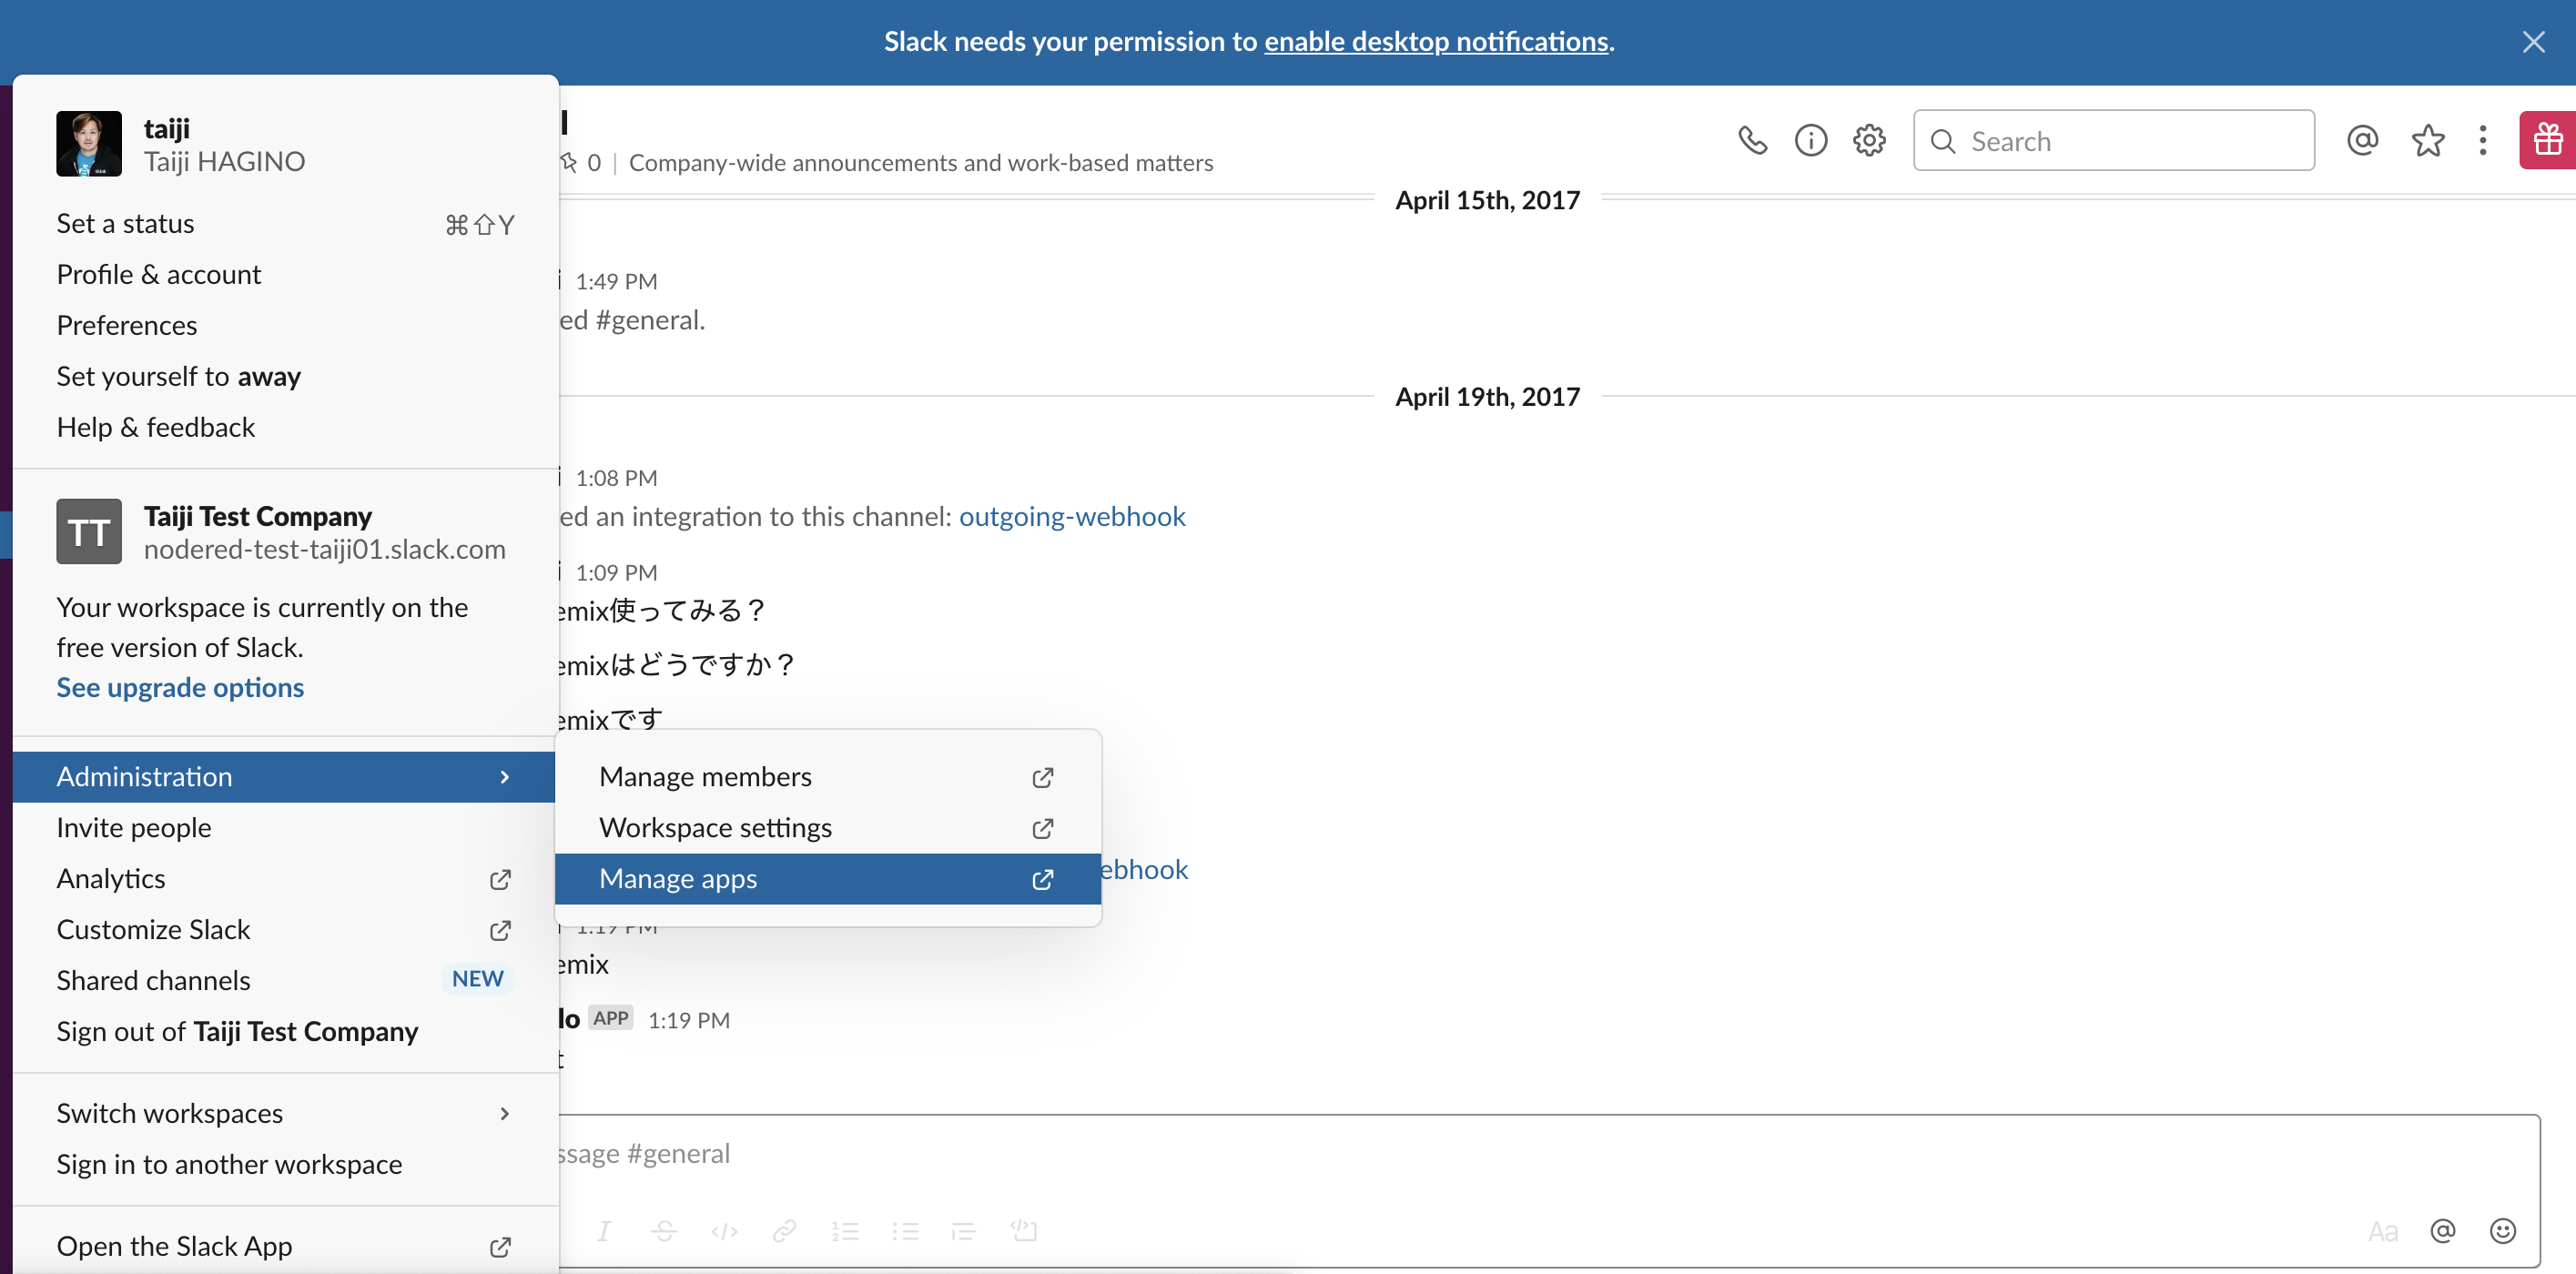 Slack needs your permission to enable desktop notifications.
taiji
Taiji HAGINO
Set a status ⌘⇧Y
Profile & account
Preferences
Set yourself to away
Help & feedback
TT
Taiji Test Company
nodered-test-taiji01.slack.com
Your workspace is currently on the
free version of Slack.
See upgrade options
Administration
Invite people
Analytics
Customize Slack
Shared channels NEW
Sign out of Taiji Test Company
Switch workspaces
Sign in to another workspace
Open the Slack App
Manage members
Workspace settings
Manage apps
0 | Company-wide announcements and work-based matters
Search
April 15th, 2017
1:49 PM
ed #general.
April 19th, 2017
1:08 PM
ed an integration to this channel: outgoing-webhook
1:09 PM
emix使ってみる？
emixはどうですか？
emixです
ebhook
1:19 PM
emix
lo APP 1:19 PM
t
ssage #general
Aa